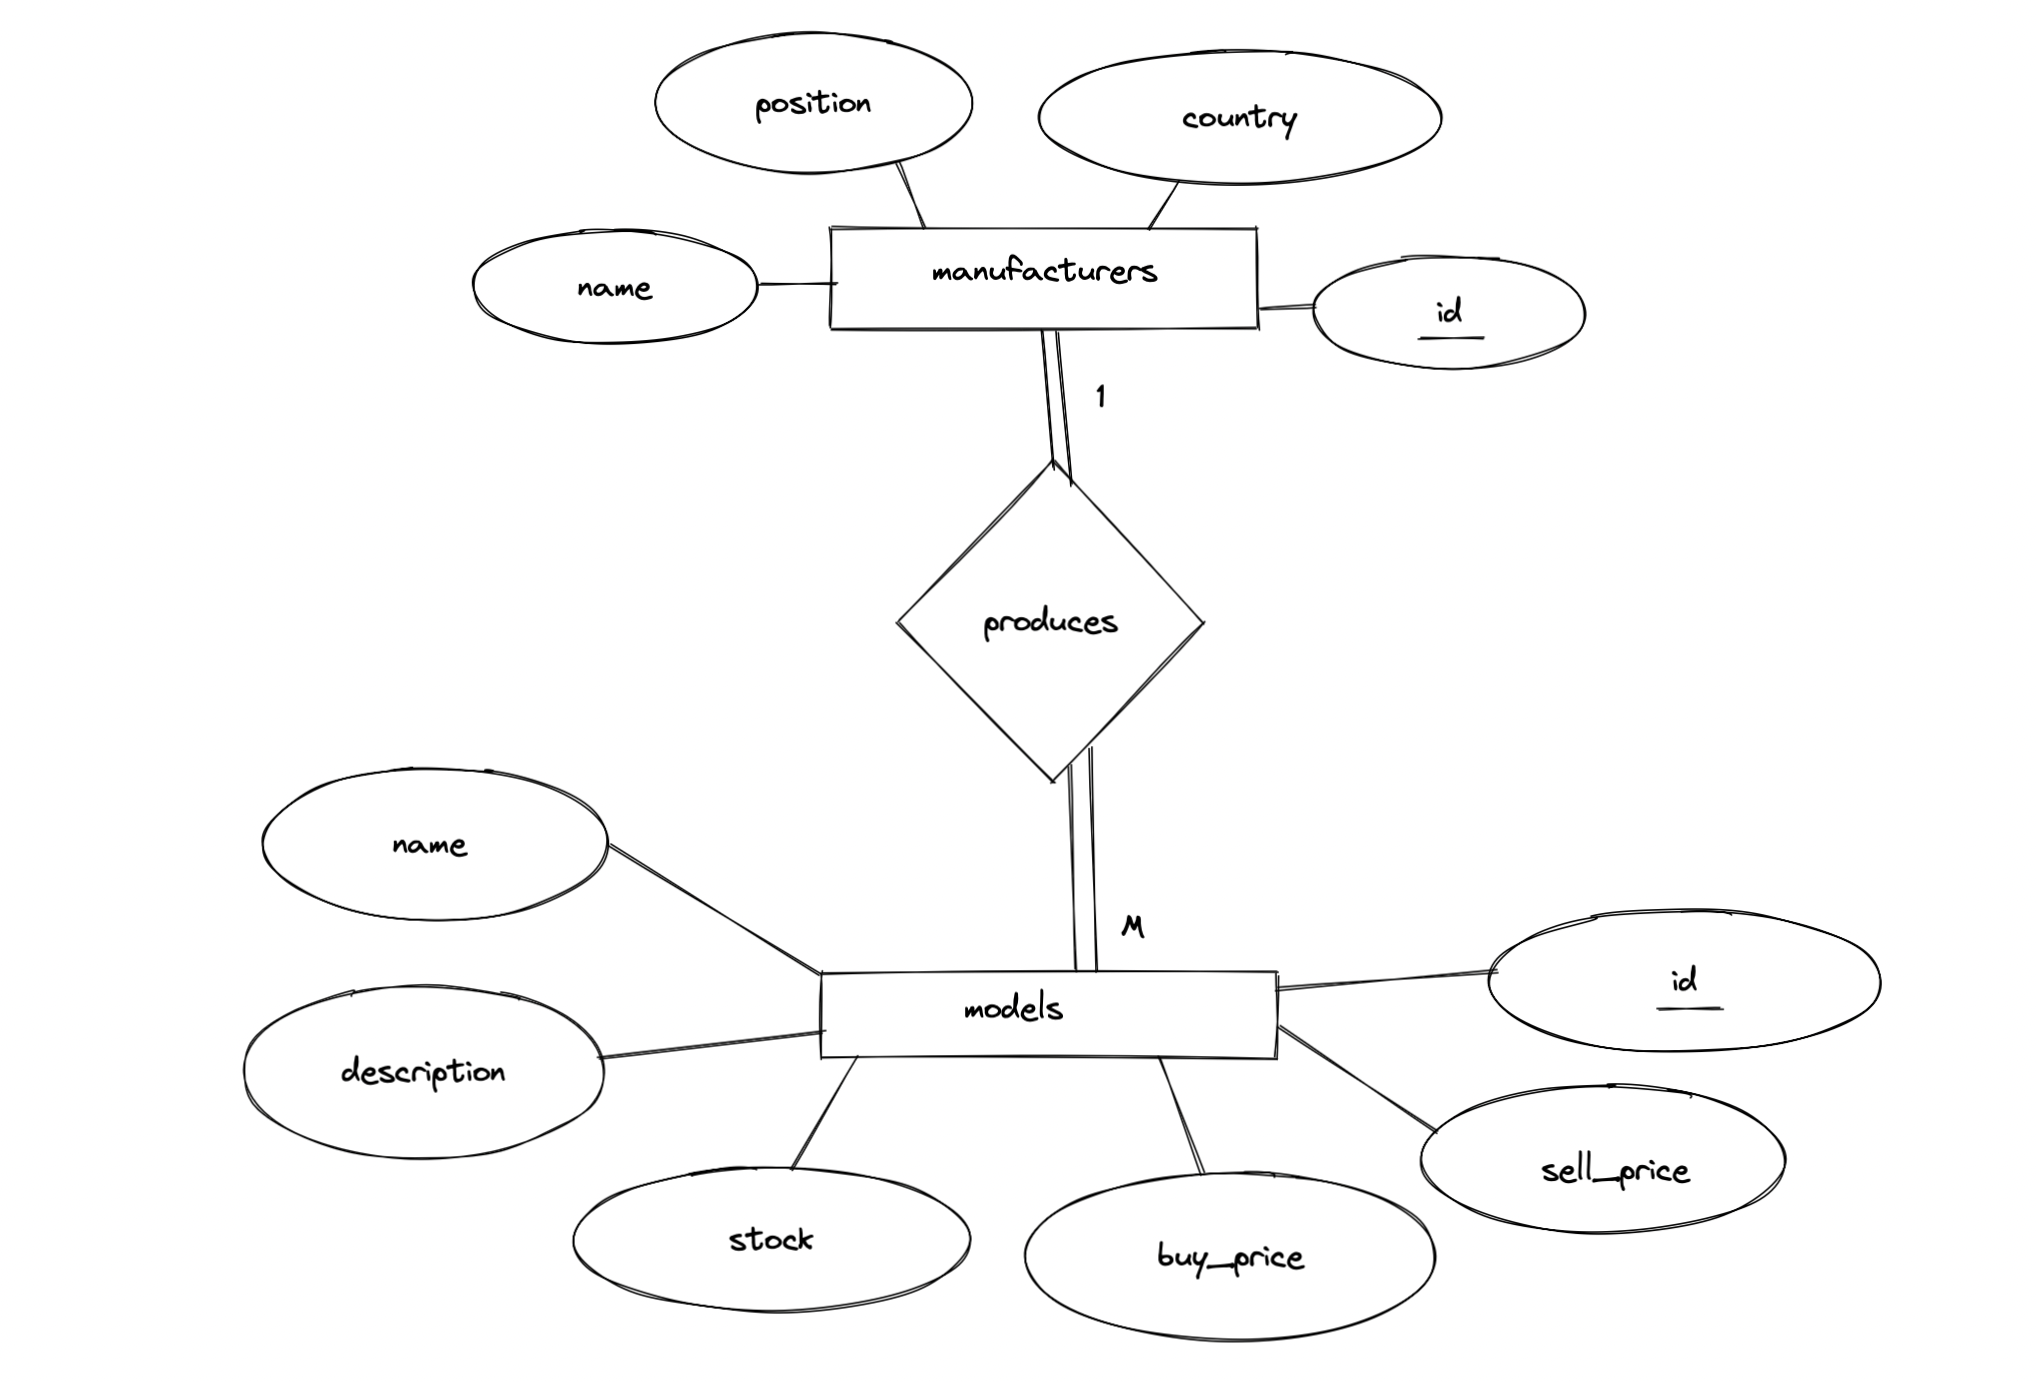 position
country
manufacturers
name
id
1
produces
name
M
id
models
description
sell_price
stock
buy_price